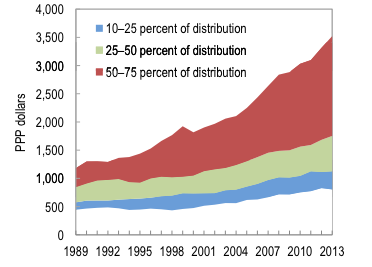 4,000
3,500
3,000
2,500
2,000
1,500
1,000
500
0
PPP dollars
10–25 percent of distribution
25–50 percent of distribution
50–75 percent of distribution
1989 1992 1995 1998 2001 2004 2007 2010 2013